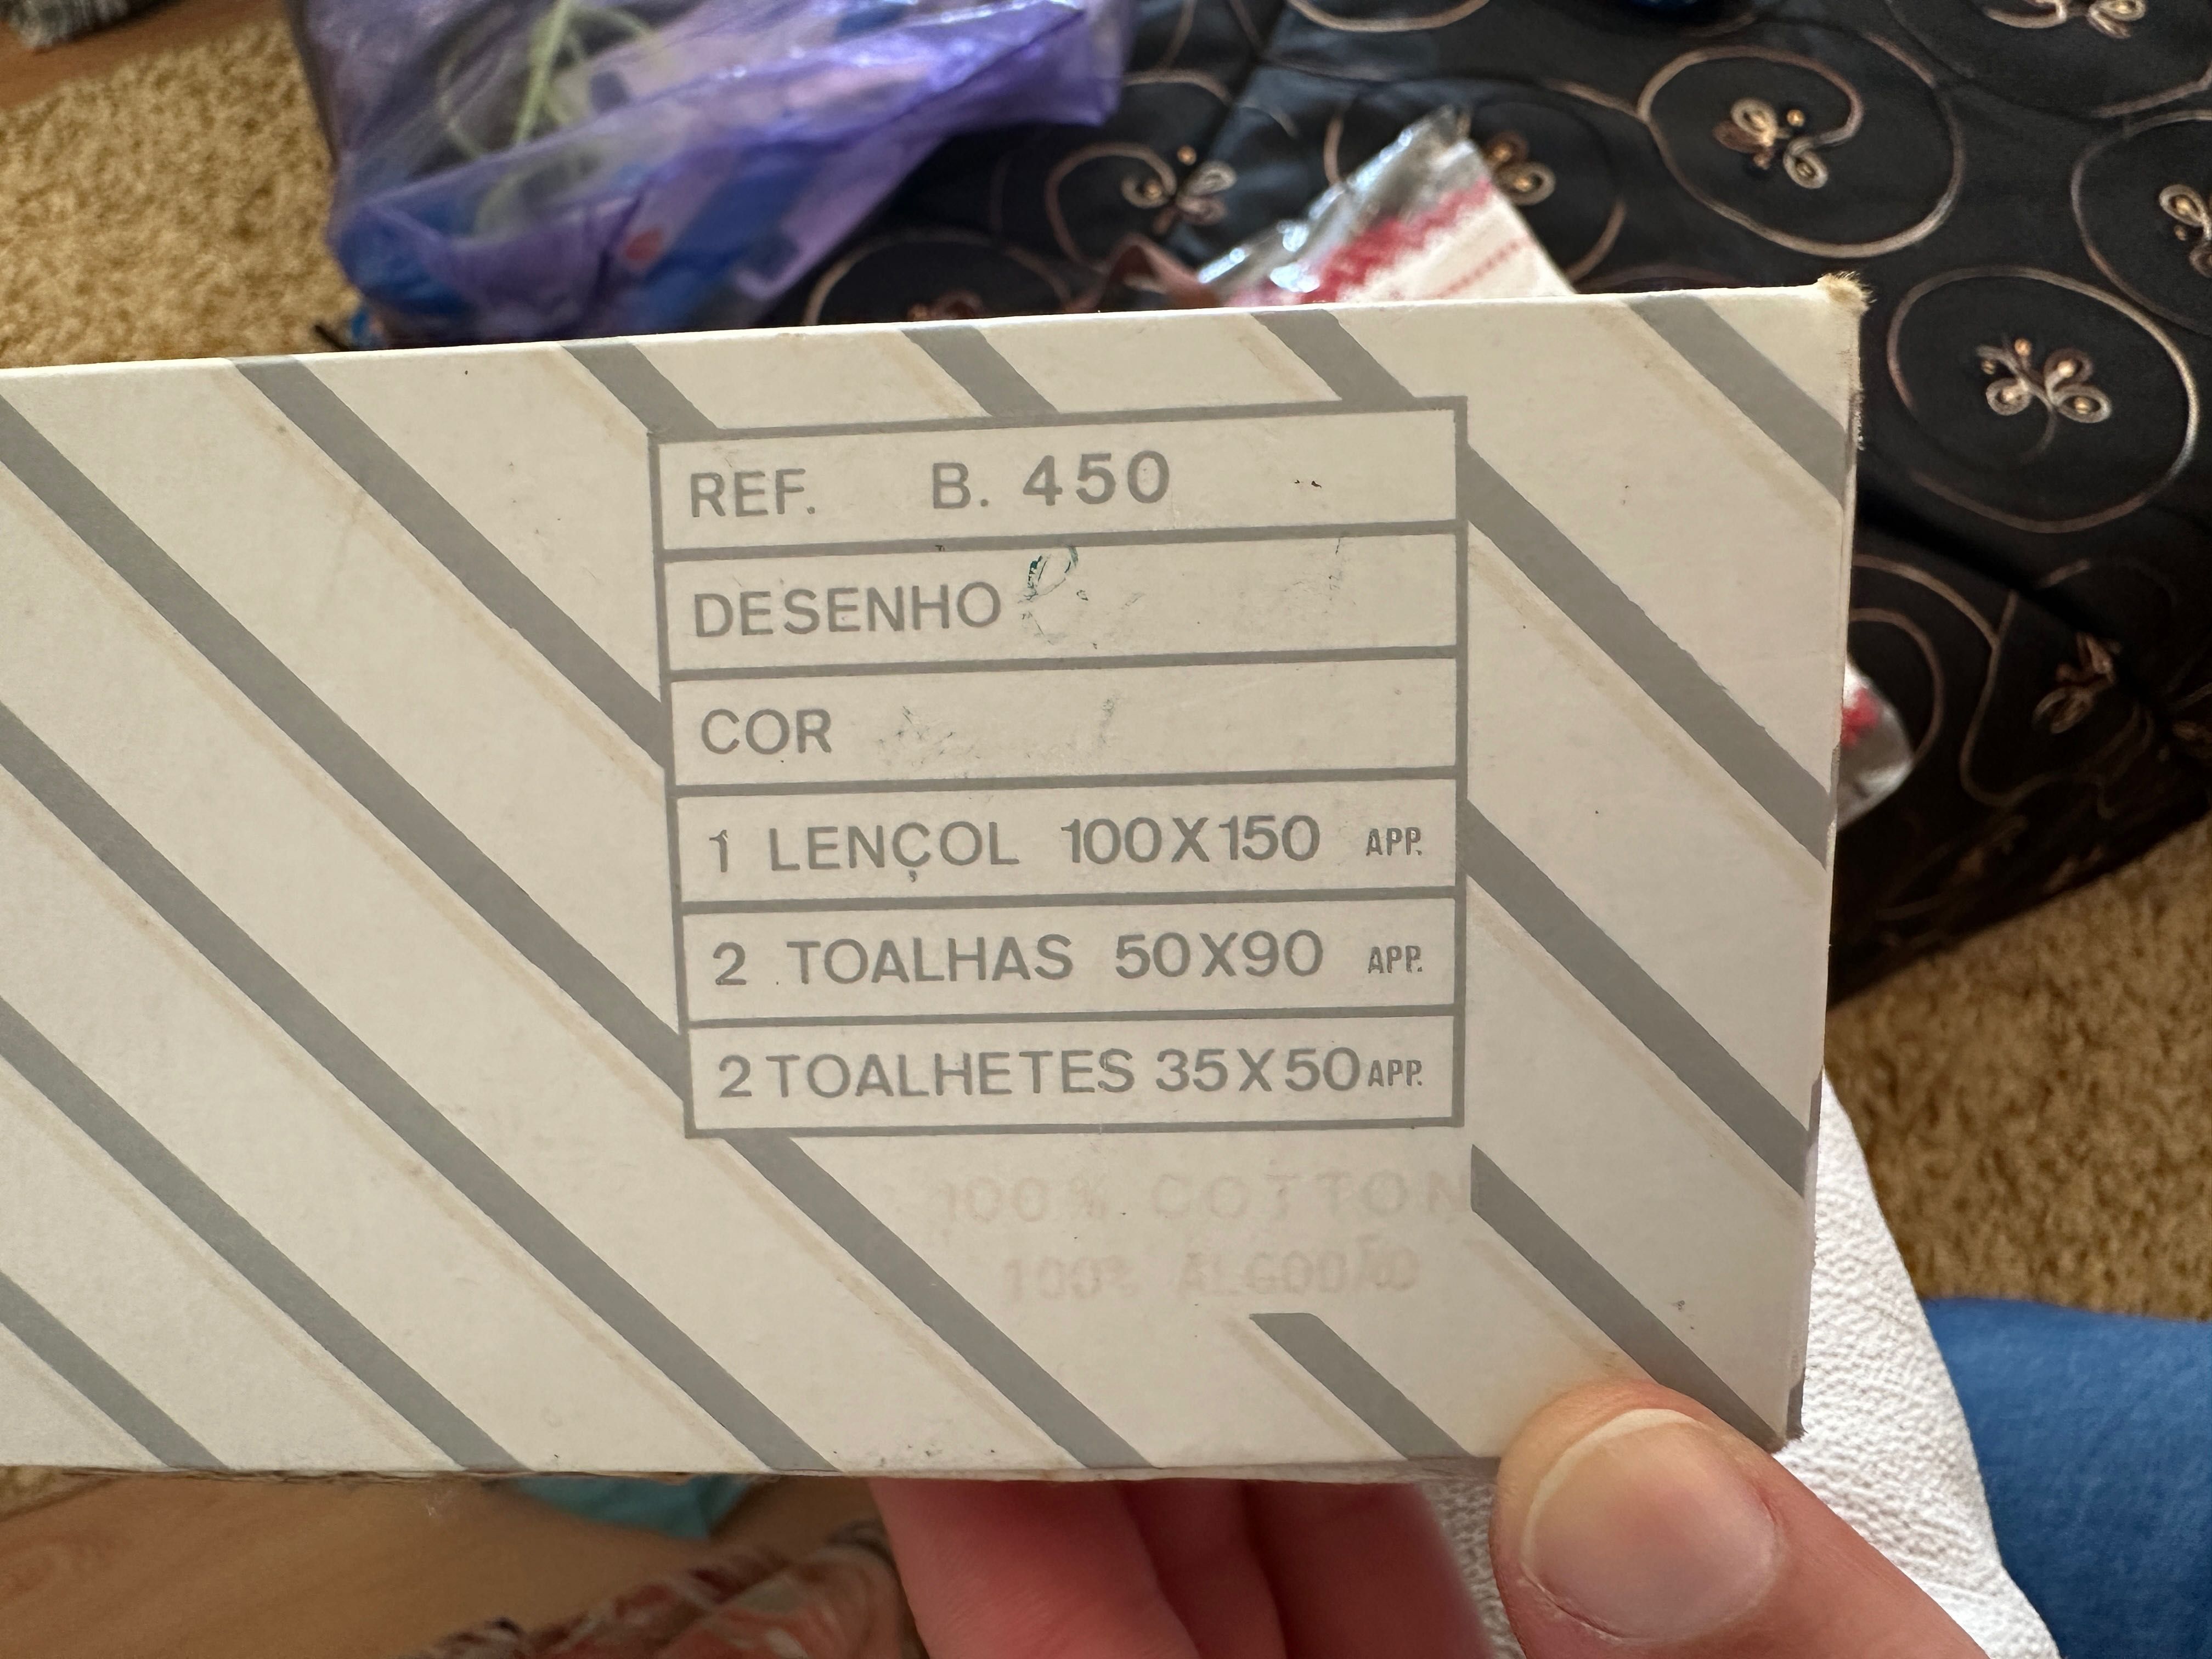 REF. B. 450
DESENHO
COR
1 LENÇOL 100X150 APP.
2 TOALHAS 50X90 APP.
2 TOALHETES 35X50 APP.
100% COTTON
100% ALGODÃO